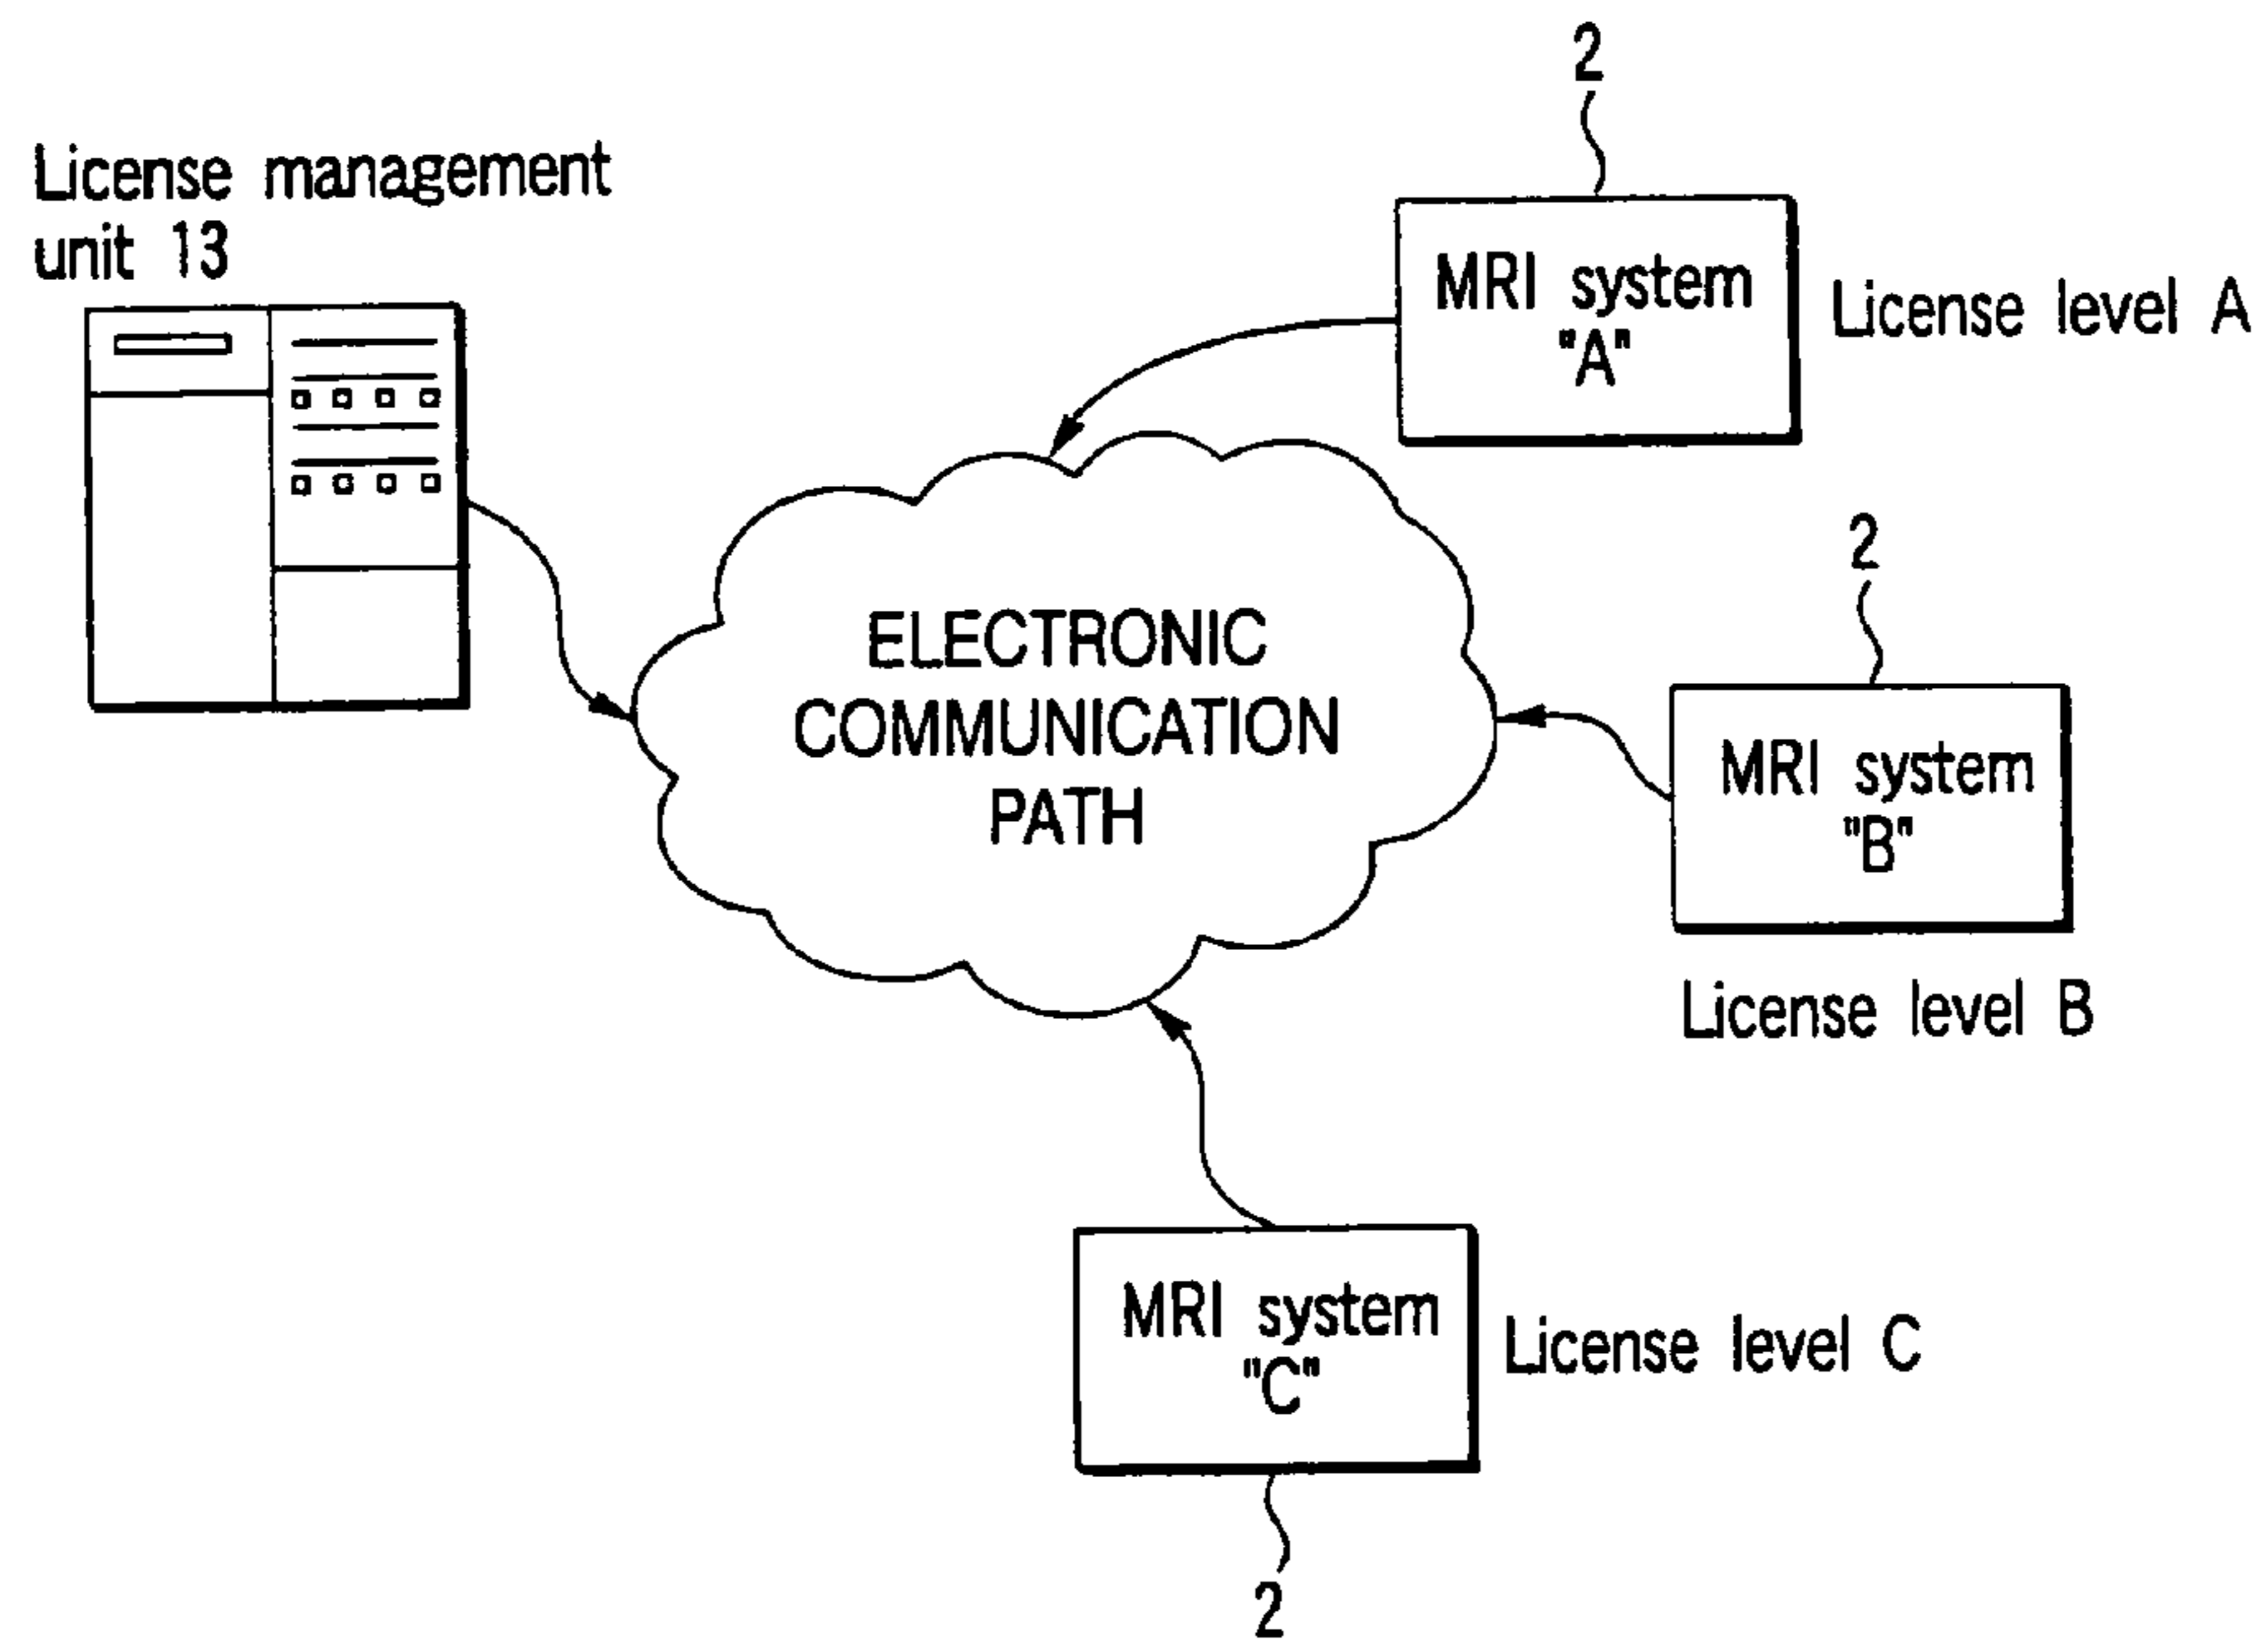 License management
unit 13
2
MRI system
"A"
License level A
ELECTRONIC
COMMUNICATION
PATH
2
MRI system
"B"
License level B
MRI system
"C"
License level C
2